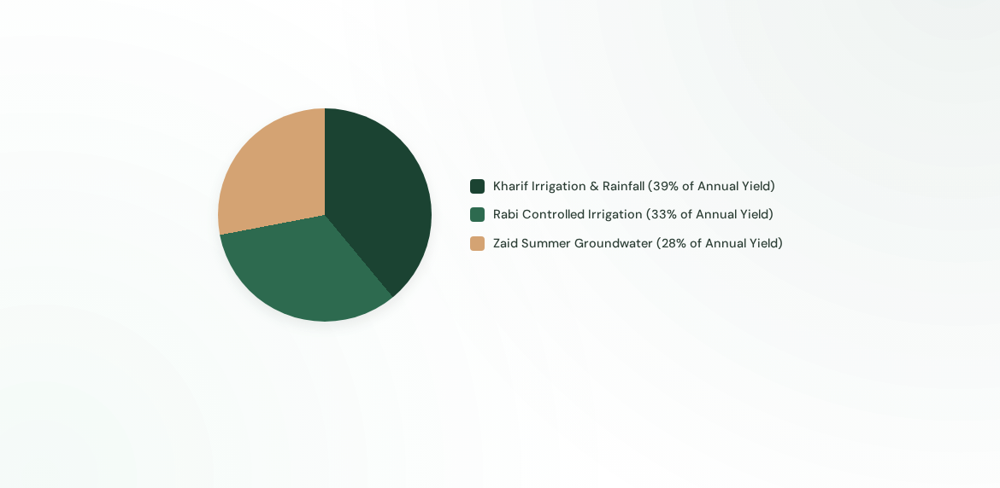 Kharif Irrigation & Rainfall (39% of Annual Yield)
Rabi Controlled Irrigation (33% of Annual Yield)
Zaid Summer Groundwater (28% of Annual Yield)